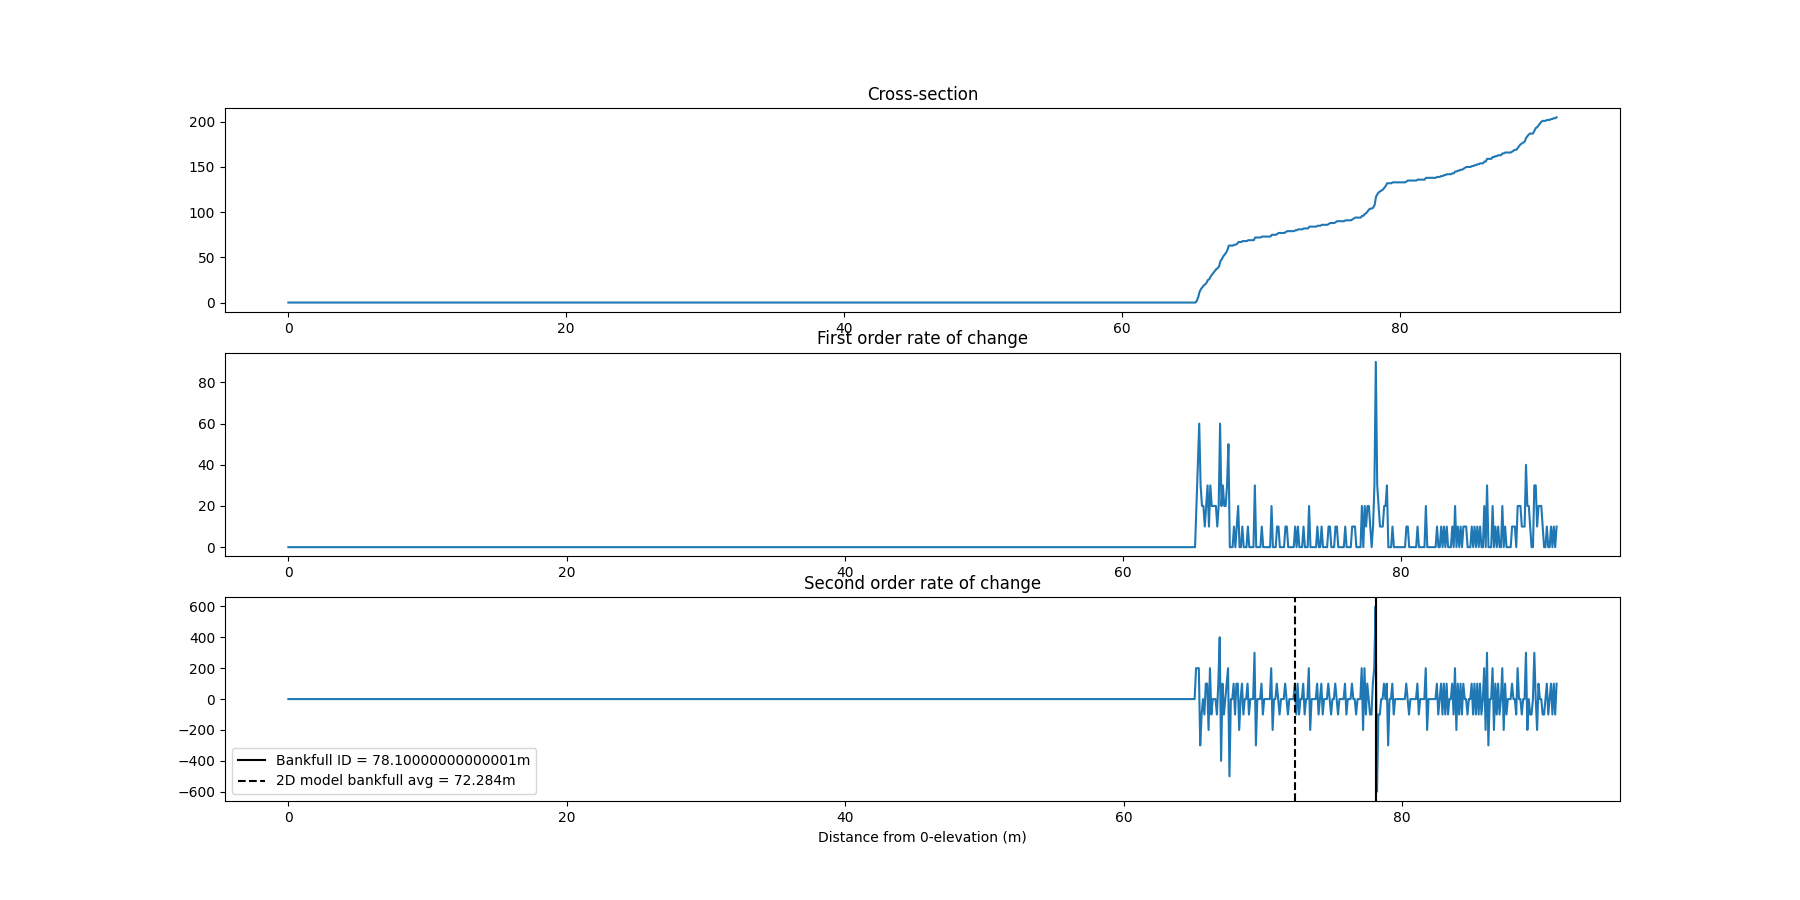 Cross-section
200
150
100
50
0
0 20 40 60 80
First order rate of change
80
60
40
20
0
0 20 40 60 80
Second order rate of change
600
400
200
0
−200
−400
−600
Bankfull ID = 78.10000000000001m
2D model bankfull avg = 72.284m
0 20 40 60 80
Distance from 0-elevation (m)